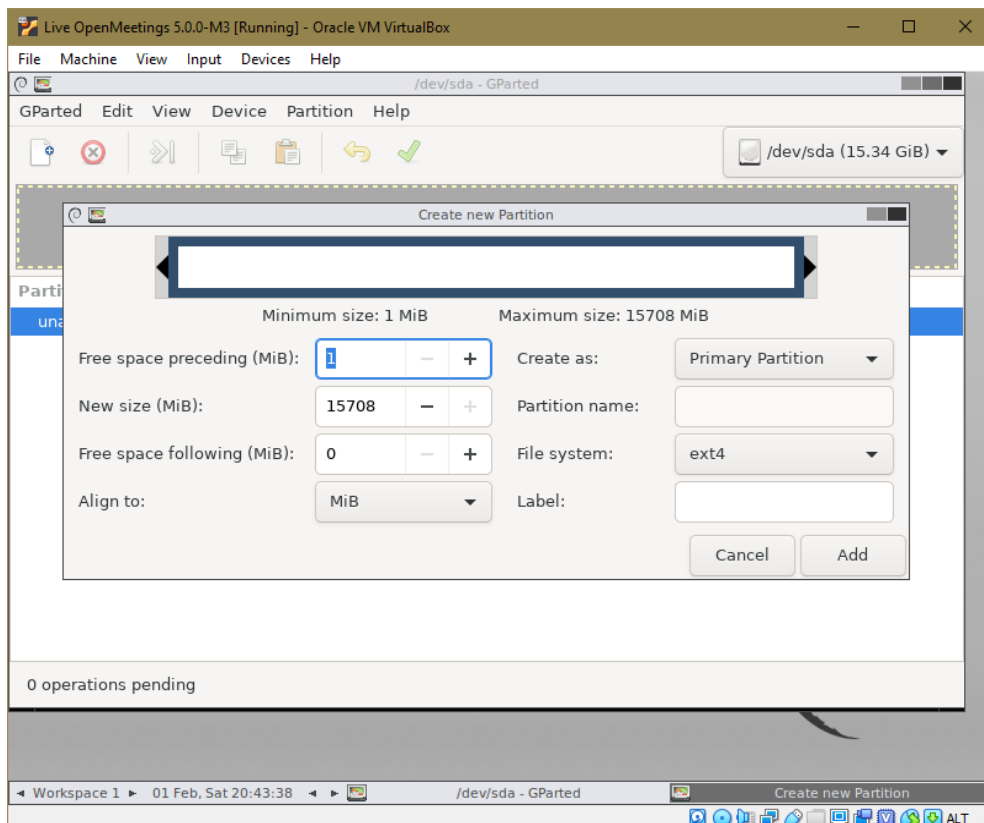 Live OpenMeetings 5.0.0-M3 [Running] - Oracle VM VirtualBox
File Machine View Input Devices Help
/dev/sda - GParted
GParted Edit View Device Partition Help
/dev/sda (15.34 GiB)
Create new Partition
Parti
una
Minimum size: 1 MiB Maximum size: 15708 MiB
Free space preceding (MiB): 1 Create as: Primary Partition
New size (MiB): 15708 Partition name:
Free space following (MiB): 0 File system: ext4
Align to: MiB Label:
Cancel Add
0 operations pending
Workspace 1 01 Feb, Sat 20:43:38 /dev/sda - GParted Create new Partition
ALT